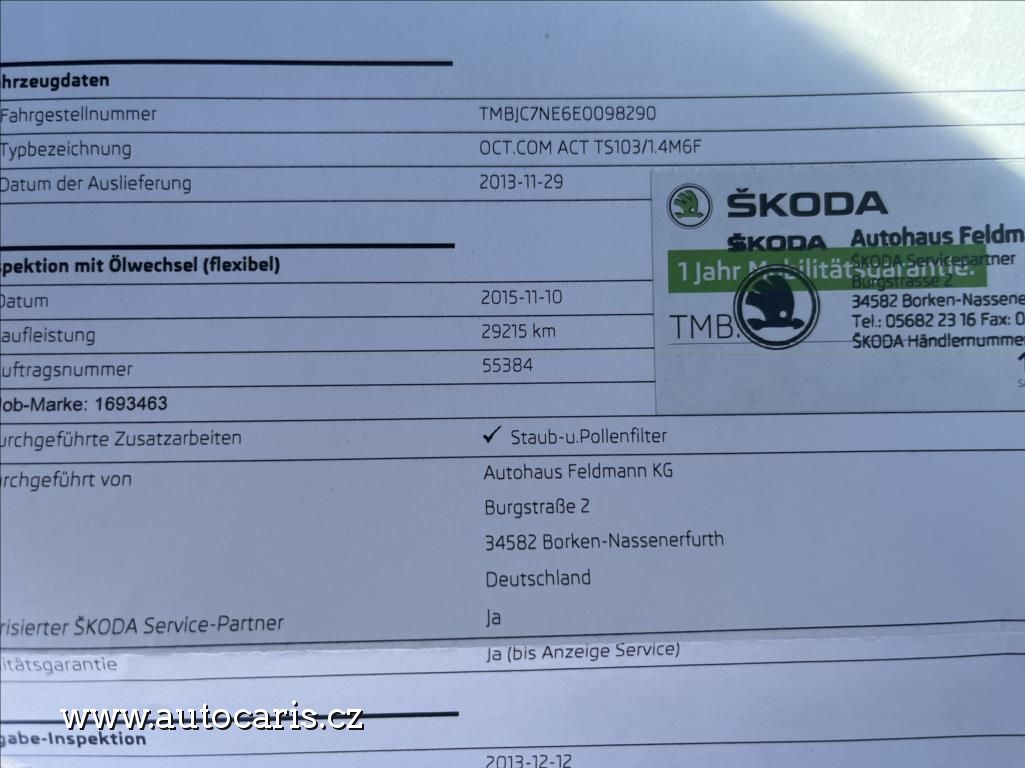 hrzeugdaten
Fahrgestellnummer TMBJC7NE6E0098290
Typbezeichnung OCT.COM ACT TS103/1.4M6F
Datum der Auslieferung 2013-11-29
ŠKODA
ŠKODA Autohaus Feldm
ŠKODA Servicepartner
1 Jahr Mobilitätsgarantie.
Burgstrasse 2
34582 Borken-Nassene
TMB
Tel.: 05682 23 16 Fax: 0
ŠKODA Händlernummer
pektion mit Ölwechsel (flexibel)
Datum 2015-11-10
aufleistung 29215 km
uftragsnummer 55384
ob-Marke: 1693463
urchgeführte Zusatzarbeiten ✓ Staub-u.Pollenfilter
urchgeführt von Autohaus Feldmann KG
Burgstraße 2
34582 Borken-Nassenerfurth
Deutschland
risierter ŠKODA Service-Partner Ja
itätsgarantie Ja (bis Anzeige Service)
www.autocaris.cz
gabe-Inspektion
2013-12-12